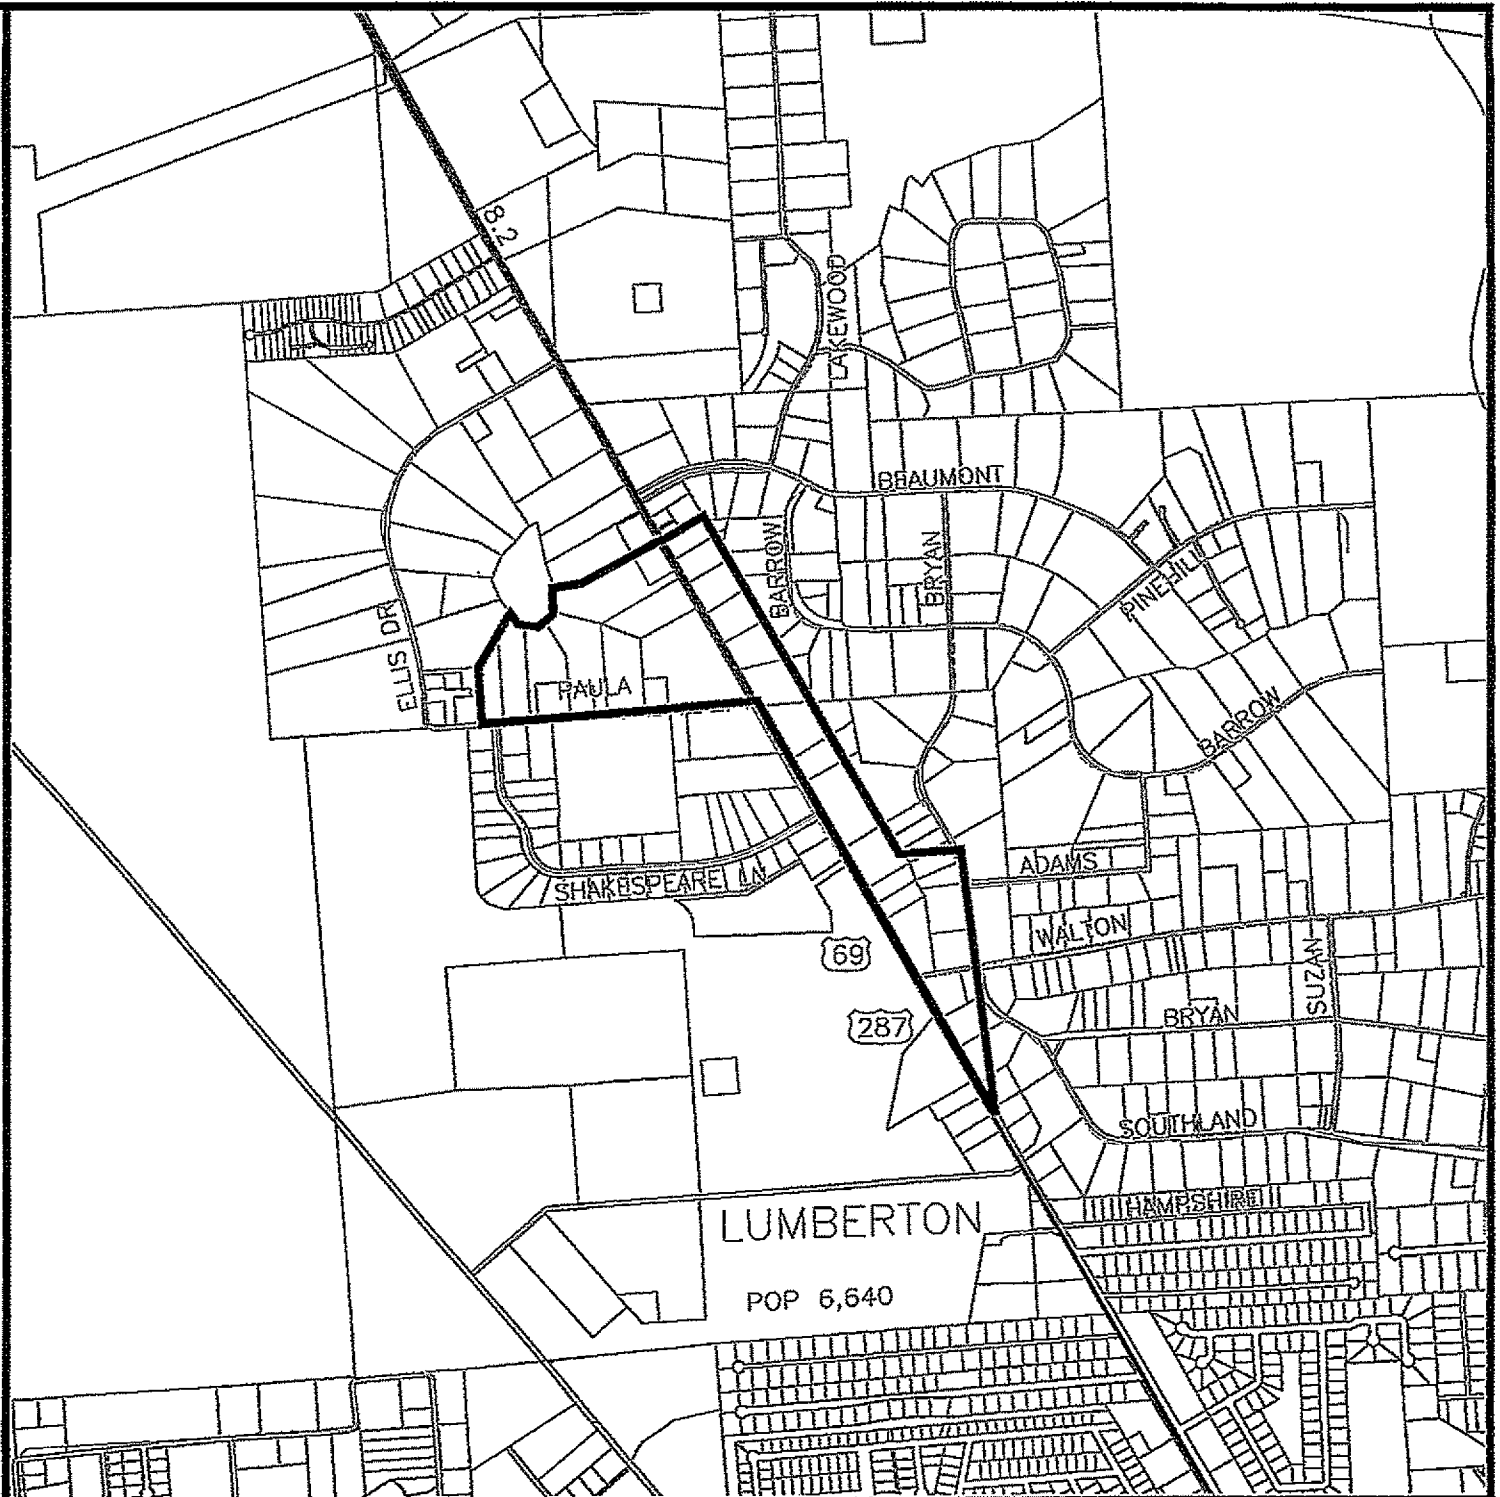 8.2
LAKEWOOD
BEAUMONT
BARROW
BRYAN
PINEHILL
ELLIS DR
PAULA
BARROW
ADAMS
SHAKESPEARE LN
WALTON
69
SUZAN
287
BRYAN
SOUTHLAND
HAMPSHIRE
LUMBERTON
POP 6,640